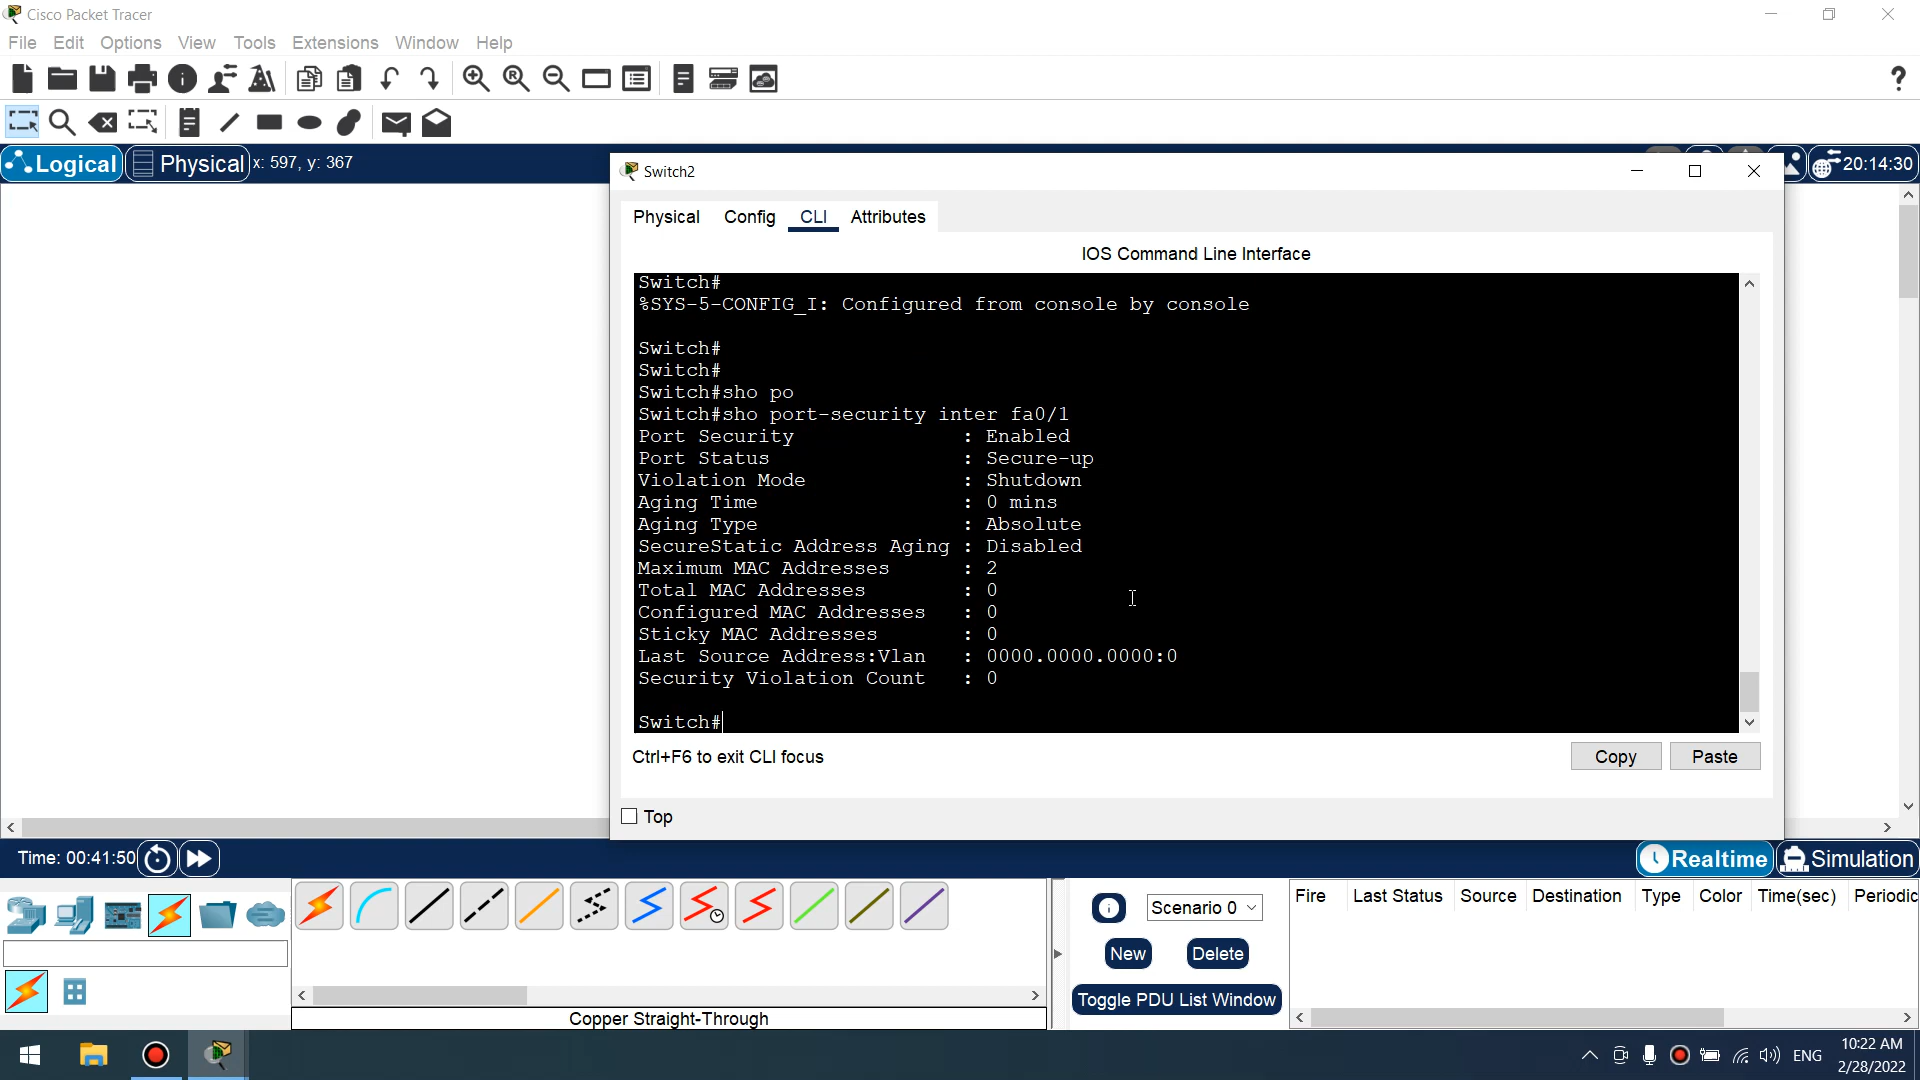 Cisco Packet Tracer
File Edit Options View Tools Extensions Window Help
Logical Physical x: 597, y: 367
20:14:30
Switch2
Physical Config CLI Attributes
IOS Command Line Interface
Switch#
%SYS-5-CONFIG_I: Configured from console by console
Switch#
Switch#
Switch#sho po
Switch#sho port-security inter fa0/1
Port Security : Enabled
Port Status : Secure-up
Violation Mode : Shutdown
Aging Time : 0 mins
Aging Type : Absolute
SecureStatic Address Aging : Disabled
Maximum MAC Addresses : 2
Total MAC Addresses : 0
Configured MAC Addresses : 0
Sticky MAC Addresses : 0
Last Source Address:Vlan : 0000.0000.0000:0
Security Violation Count : 0
Switch#
Ctrl+F6 to exit CLI focus
Copy Paste
Top
Time: 00:41:50
Realtime Simulation
Scenario 0
New Delete
Toggle PDU List Window
Fire Last Status Source Destination Type Color Time(sec) Periodic
Copper Straight-Through
ENG
10:22 AM
2/28/2022